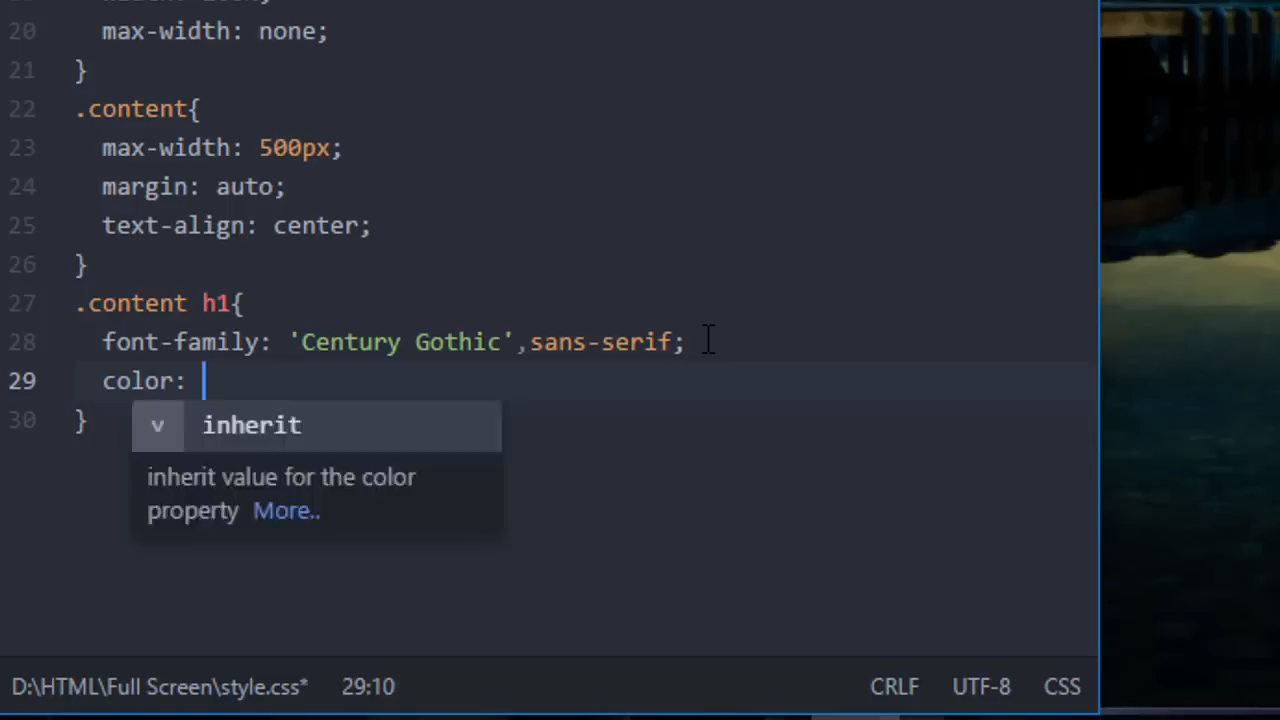 20 max-width: none;
21 }
22 .content{
23 max-width: 500px;
24 margin: auto;
25 text-align: center;
26 }
27 .content h1{
28 font-family: 'Century Gothic',sans-serif;
29 color:
30 }
v inherit
inherit value for the color
property More..
D:\HTML\Full Screen\style.css* 29:10 CRLF UTF-8 CSS